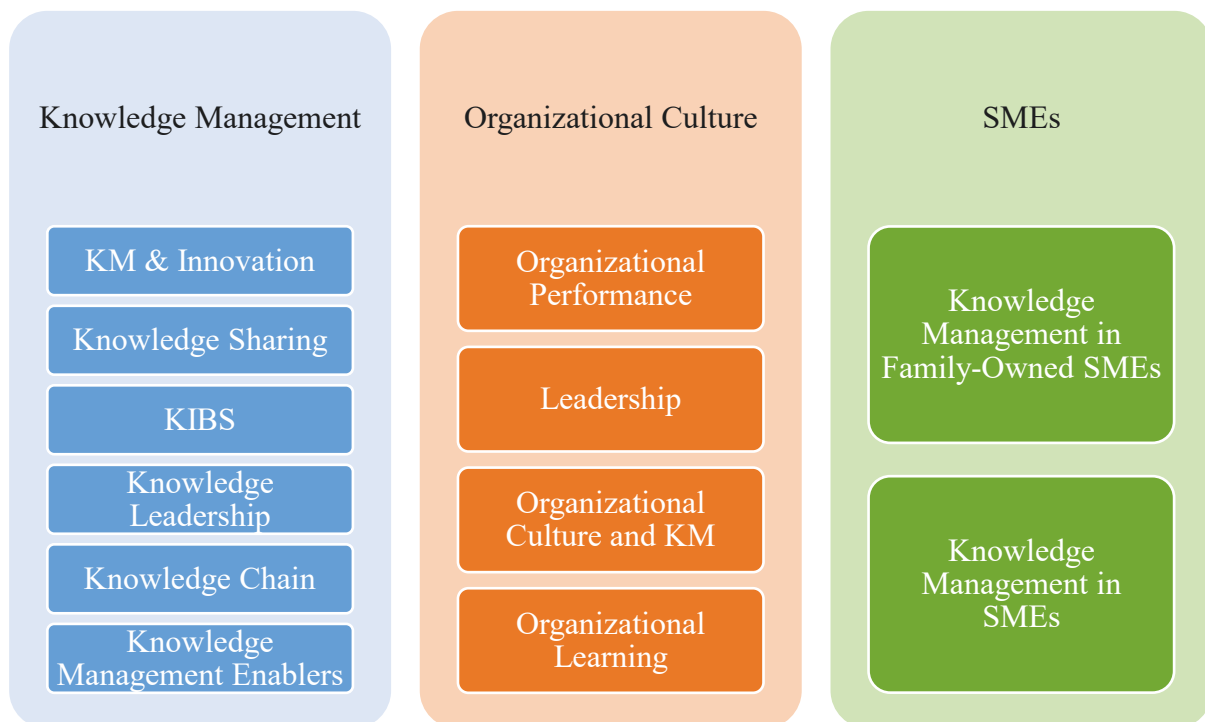 Knowledge Management
KM & Innovation
Knowledge Sharing
KIBS
Knowledge
Leadership
Knowledge Chain
Knowledge
Management Enablers
Organizational Culture
Organizational
Performance
Leadership
Organizational
Culture and KM
Organizational
Learning
SMEs
Knowledge
Management in
Family-Owned SMEs
Knowledge
Management in
SMEs